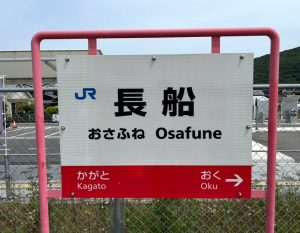 JR
長船
おさふね Osafune
かがと おく
Kagato Oku →